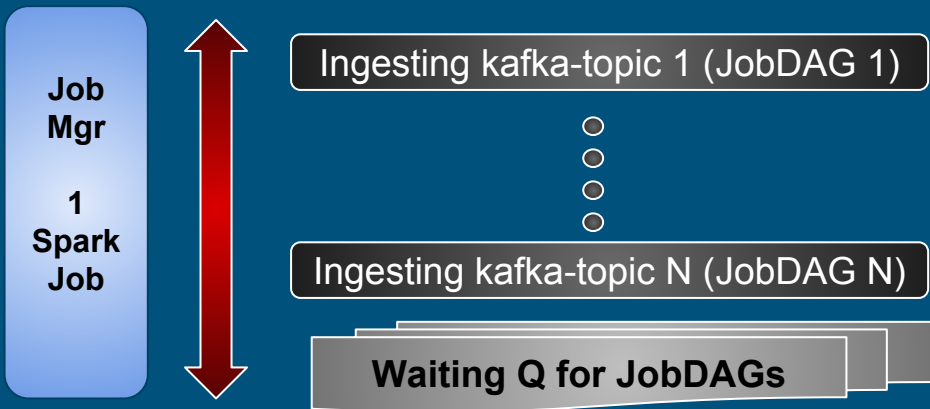 Job
Mgr
1
Spark
Job
Ingesting kafka-topic 1 (JobDAG 1)
Ingesting kafka-topic N (JobDAG N)
Waiting Q for JobDAGs